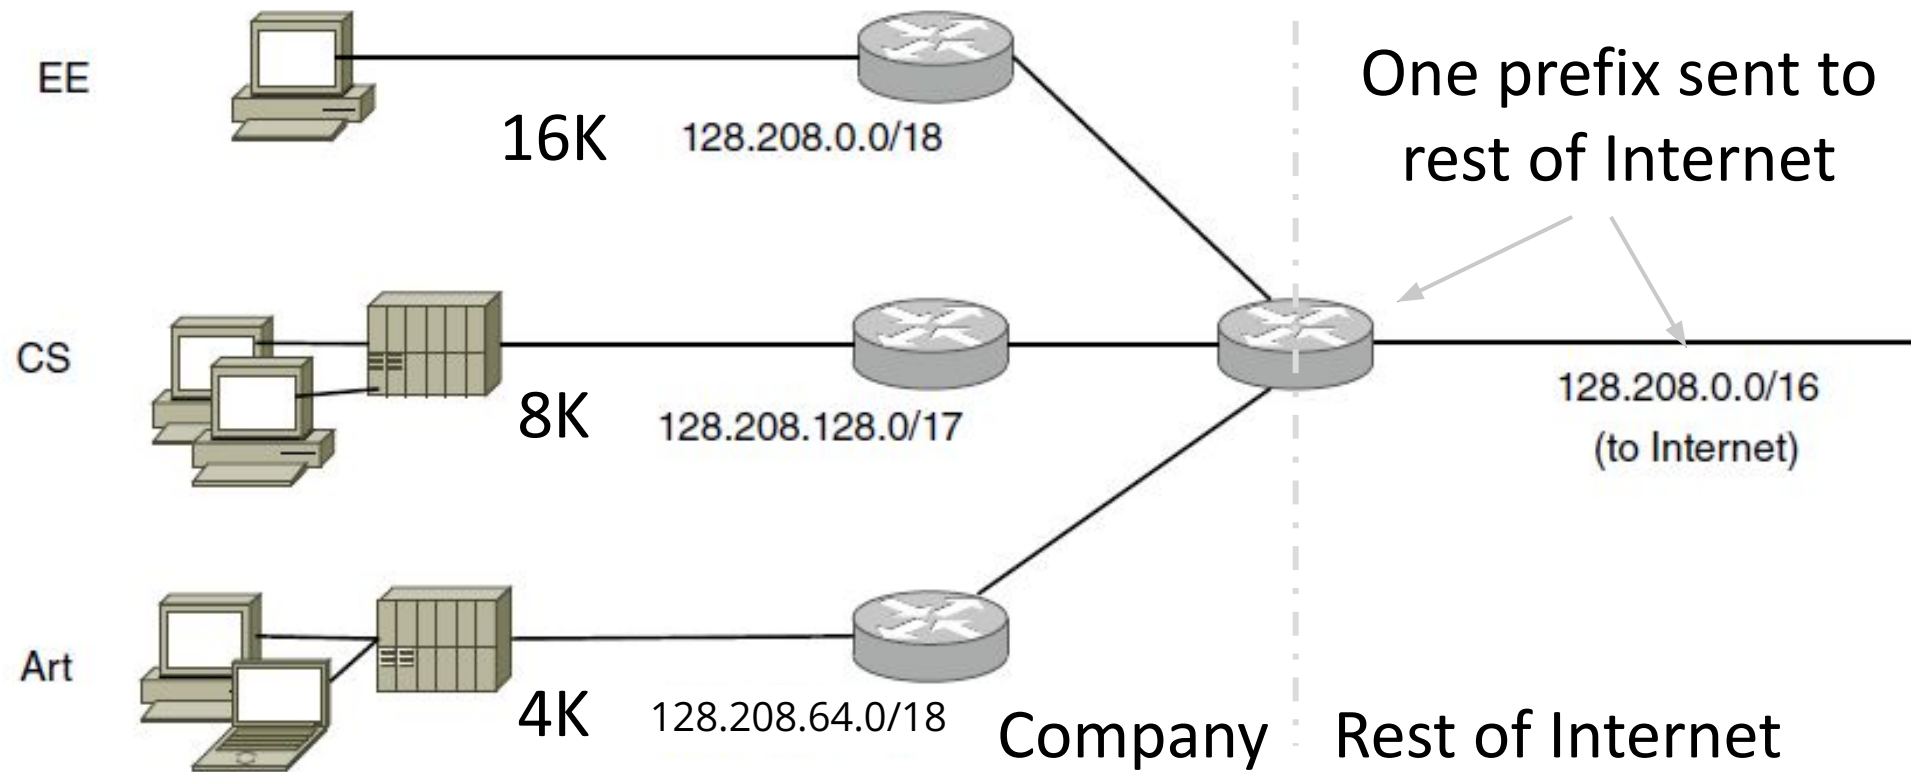 EE
16K
128.208.0.0/18
One prefix sent to
rest of Internet
CS
8K
128.208.128.0/17
128.208.0.0/16
(to Internet)
Art
4K
128.208.64.0/18
Company
Rest of Internet